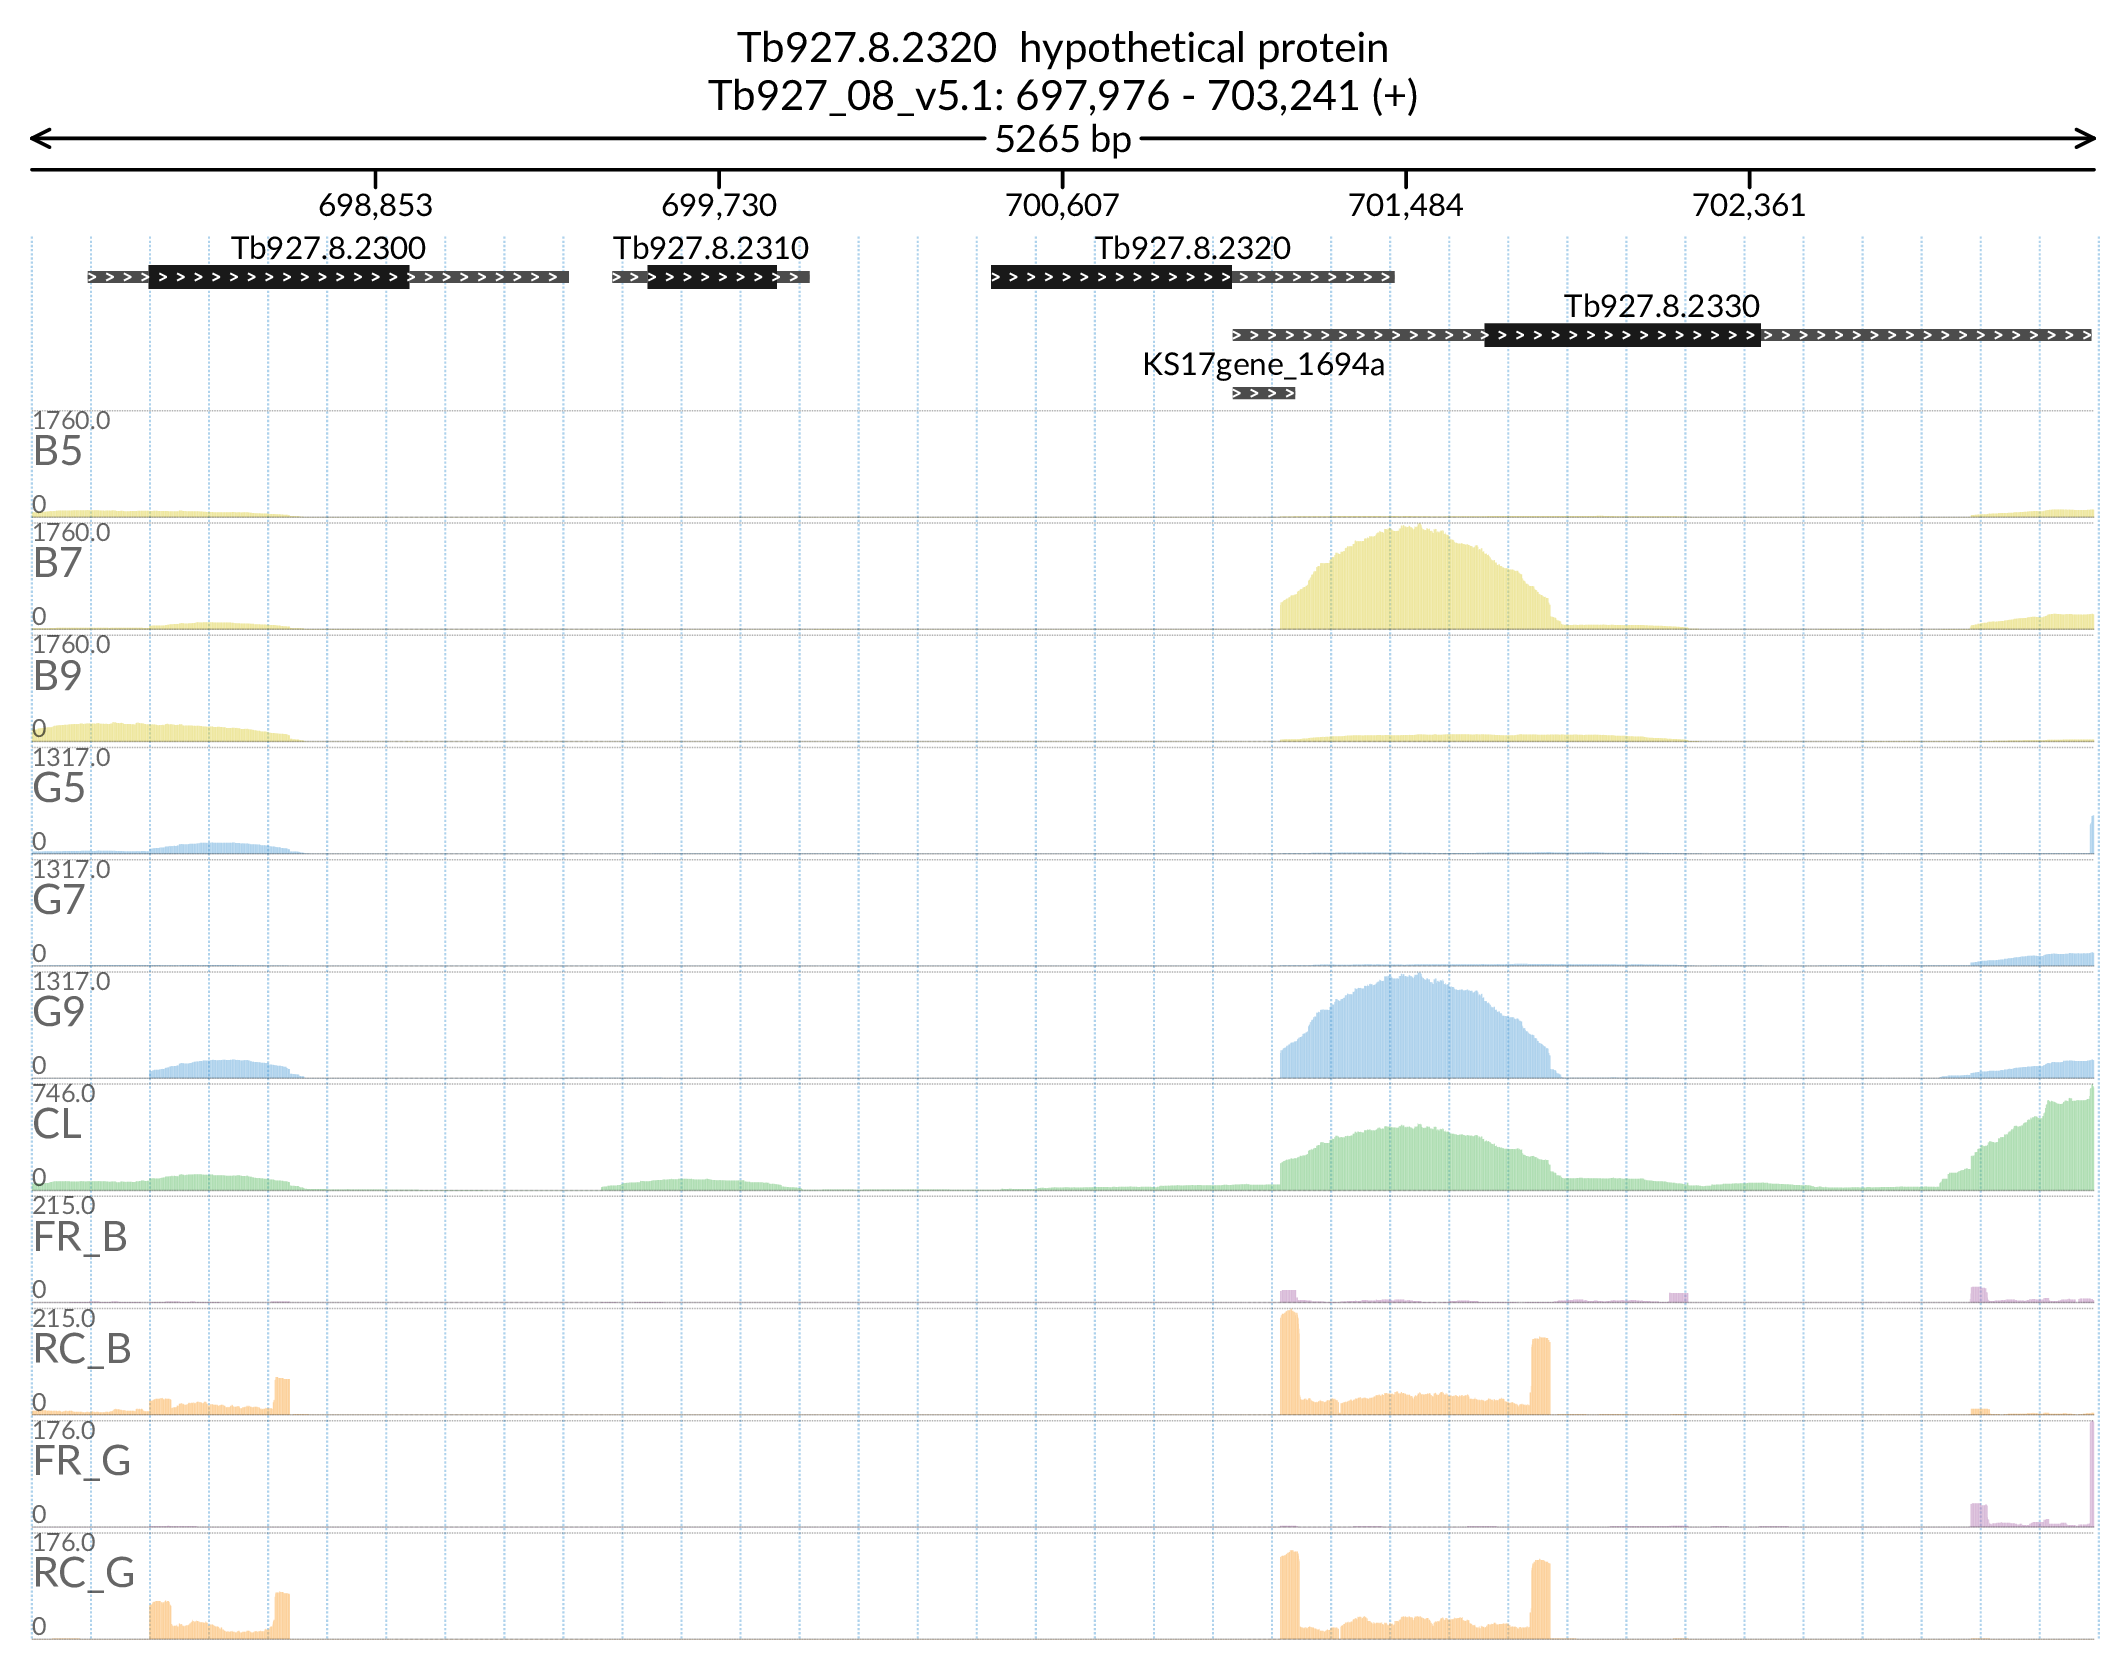 Tb927.8.2320  hypothetical protein
Tb927_08_v5.1: 697,976 - 703,241 (+)
5265 bp
698,853 699,730 700,607 701,484 702,361
Tb927.8.2300 Tb927.8.2310 Tb927.8.2320
Tb927.8.2330
KS17gene_1694a
1760.0
B5
0
1760.0
B7
0
1760.0
B9
0
1317.0
G5
0
1317.0
G7
0
1317.0
G9
0
746.0
CL
0
215.0
FR_B
0
215.0
RC_B
0
176.0
FR_G
0
176.0
RC_G
0